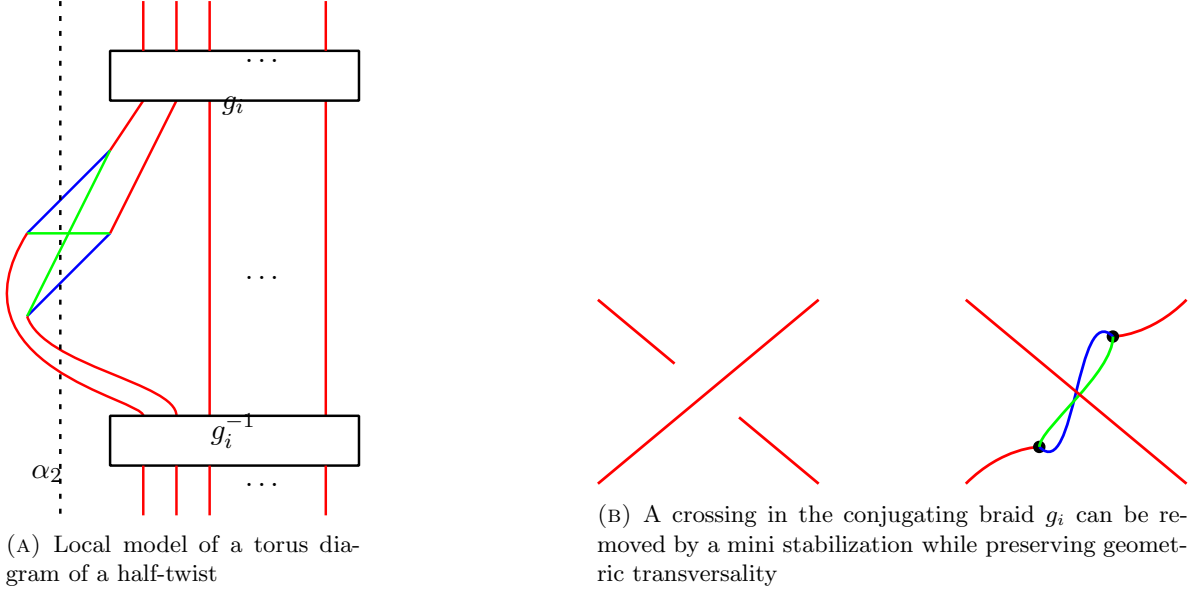 ...
g_i
...
g_i^{-1}
α_2
...
(A) Local model of a torus dia-
gram of a half-twist
(B) A crossing in the conjugating braid g_i can be re-
moved by a mini stabilization while preserving geomet-
ric transversality